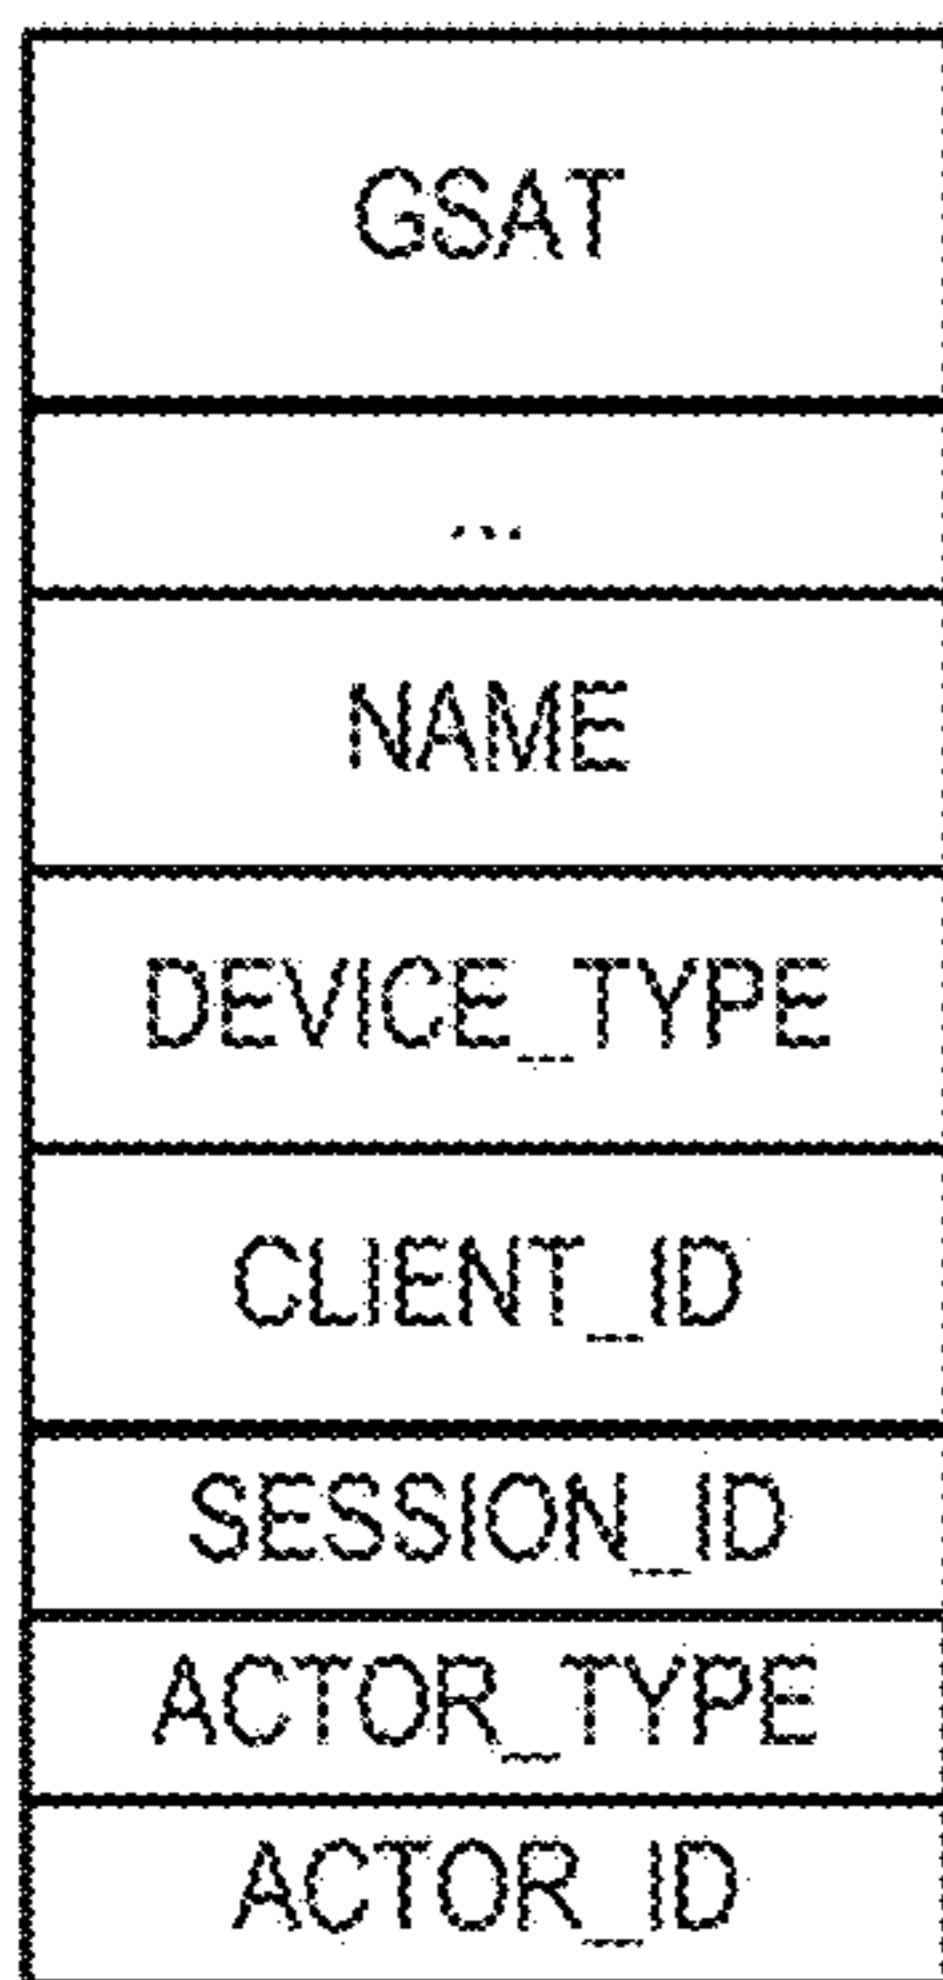 GSAT
...
NAME
DEVICE_TYPE
CLIENT_ID
SESSION_ID
ACTOR_TYPE
ACTOR_ID